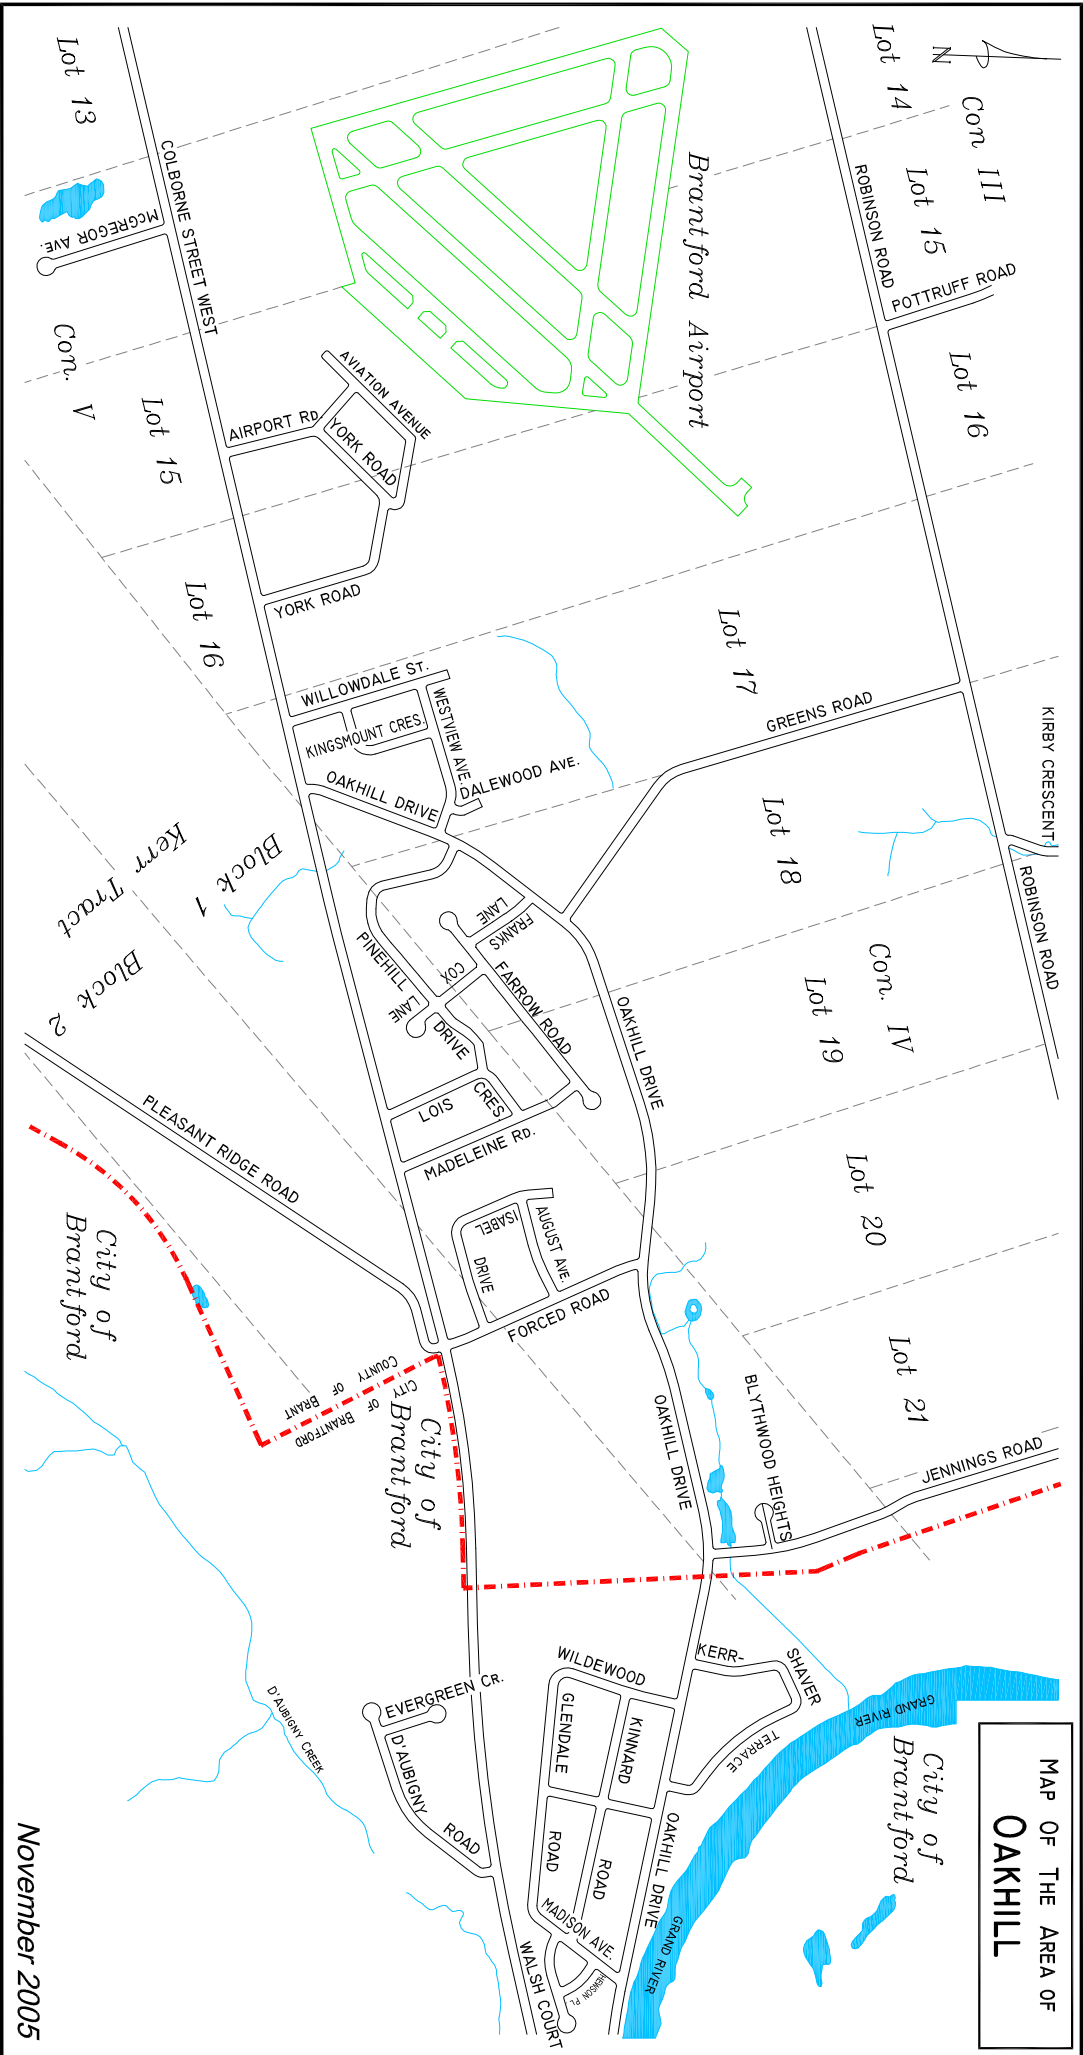 MAP OF THE AREA OF
OAKHILL
N
Con III
Lot 14
Lot 15
Lot 16
POTTRUFF ROAD
ROBINSON ROAD
KIRBY CRESCENT
ROBINSON ROAD
Brantford Airport
Lot 17
GREENS ROAD
Lot 18
Con. IV
Lot 19
Lot 20
Lot 21
JENNINGS ROAD
BLYTHWOOD HEIGHTS
OAKHILL DRIVE
OAKHILL DRIVE
KERR-
SHAVER
TERRACE
GRAND RIVER
City of
Brantford
GRAND RIVER
OAKHILL DRIVE
WILDEWOOD
KINNARD
ROAD
GLENDALE
ROAD
MADISON AVE.
HEWSON PL
WALSH COURT
AVIATION AVENUE
YORK ROAD
AIRPORT RD
YORK ROAD
WILLOWDALE ST.
WESTVIEW AVE.
KINGSMOUNT CRES.
DALEWOOD AVE.
OAKHILL DRIVE
FRANKS
LANE
FARROW ROAD
COX
LANE
PINEHILL
DRIVE
LOIS
CRES
MADELEINE RD.
AUGUST AVE.
ISABEL
DRIVE
FORCED ROAD
COLBORNE STREET WEST
Lot 13
McGREGOR AVE.
Con. V
Lot 15
Lot 16
Kerr Tract
Block 1
Block 2
PLEASANT RIDGE ROAD
City of
Brantford
COUNTY OF BRANT
CITY OF BRANTFORD
City of
Brantford
EVERGREEN CR.
D'AUBIGNY
ROAD
D'AUBIGNY CREEK
November 2005